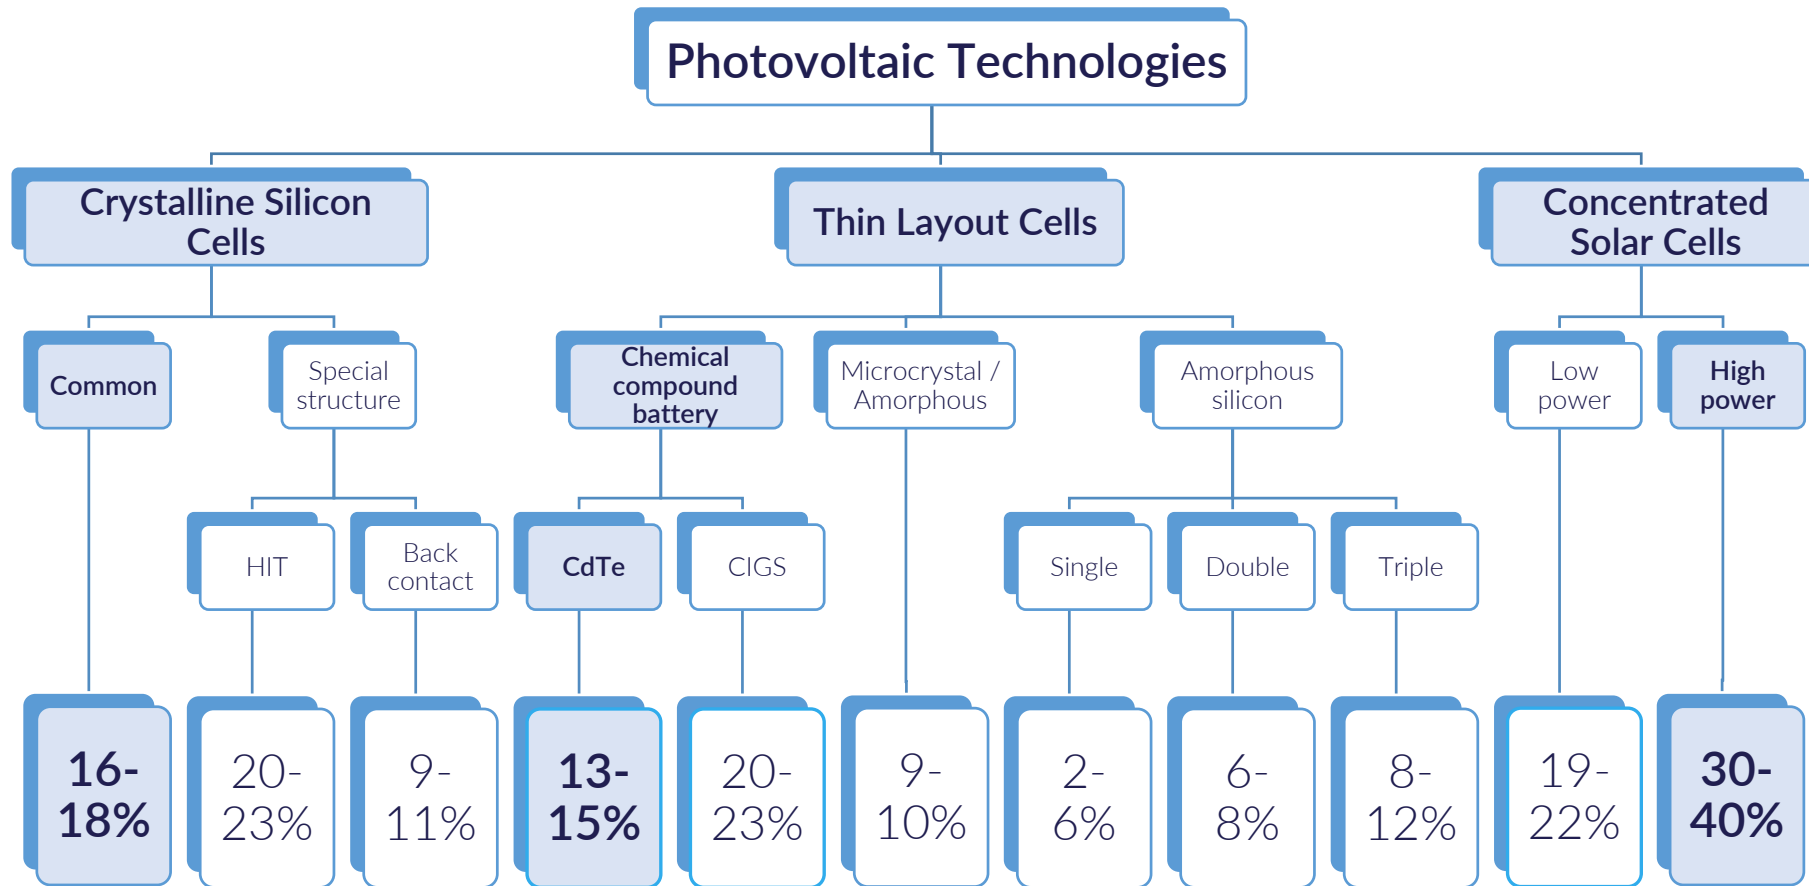 Photovoltaic Technologies
Crystalline Silicon
Cells
Thin Layout Cells
Concentrated
Solar Cells
Common
Special
structure
Chemical
compound
battery
Microcrystal /
Amorphous
Amorphous
silicon
Low
power
High
power
HIT
Back
contact
CdTe
CIGS
Single
Double
Triple
16-
18%
20-
23%
9-
11%
13-
15%
20-
23%
9-
10%
2-
6%
6-
8%
8-
12%
19-
22%
30-
40%